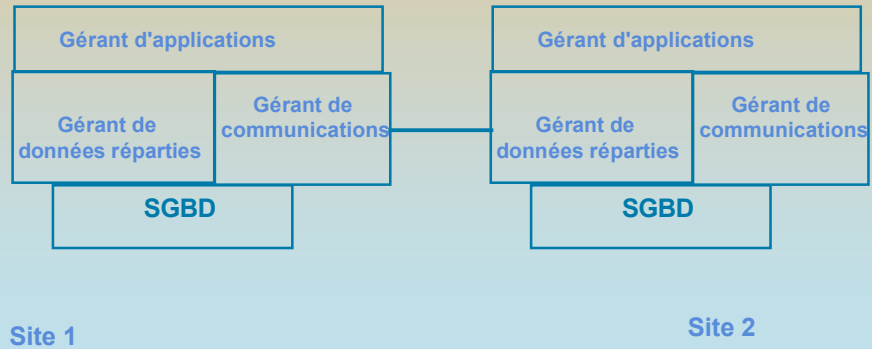 Gérant d'applications
Gérant de
données réparties
Gérant de
communications
SGBD
Site 1
Gérant d'applications
Gérant de
données réparties
Gérant de
communications
SGBD
Site 2